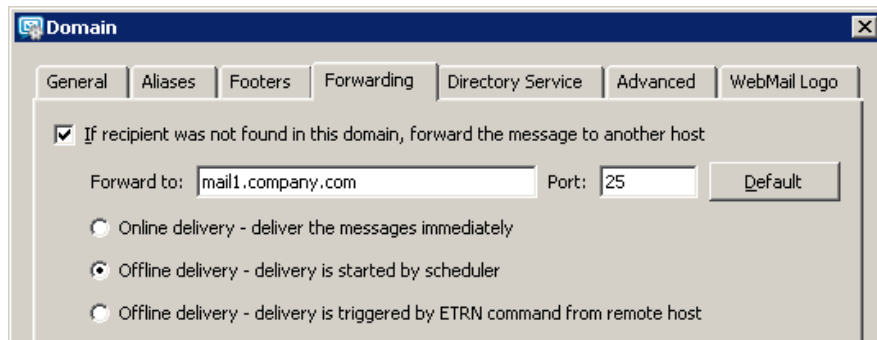 Domain
General Aliases Footers Forwarding Directory Service Advanced WebMail Logo
If recipient was not found in this domain, forward the message to another host
Forward to: mail1.company.com Port: 25 Default
Online delivery - deliver the messages immediately
Offline delivery - delivery is started by scheduler
Offline delivery - delivery is triggered by ETRN command from remote host